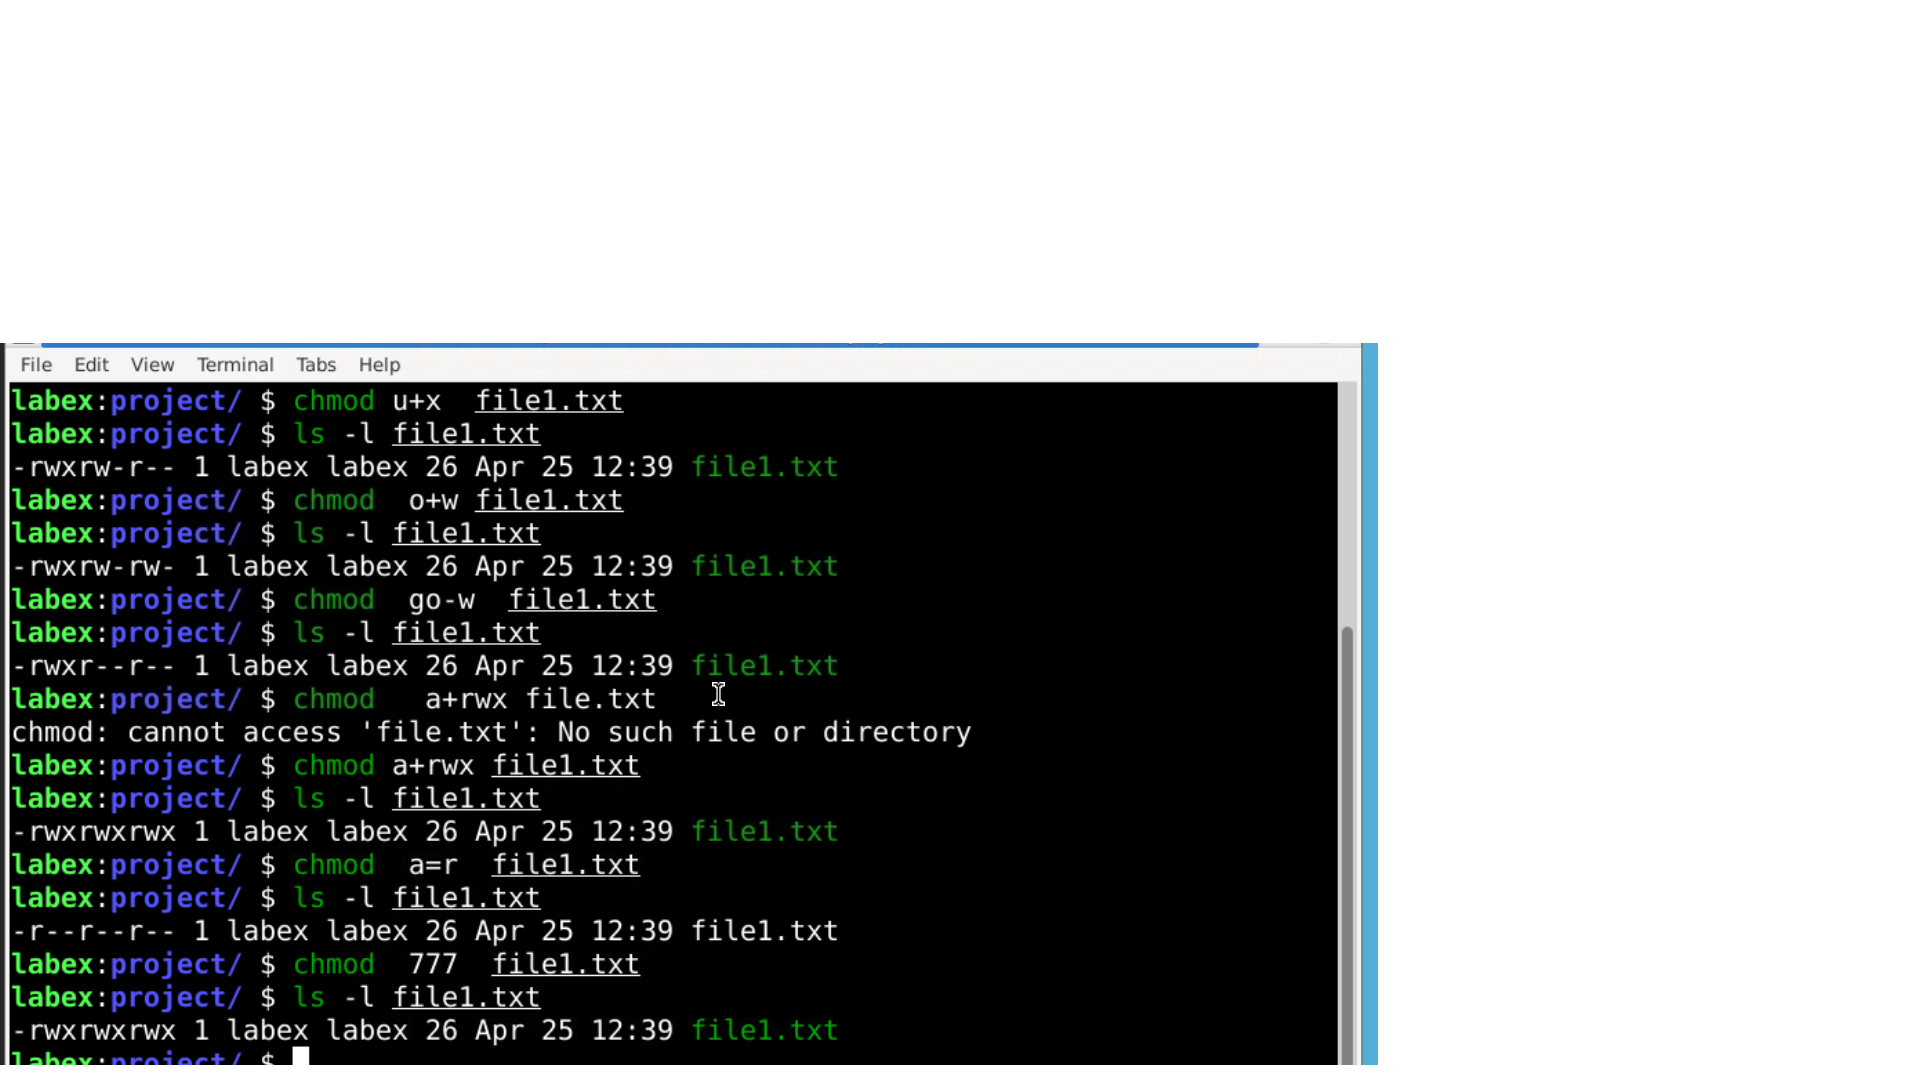 File Edit View Terminal Tabs Help
labex:project/ $ chmod u+x  file1.txt
labex:project/ $ ls -l file1.txt
-rwxrw-r-- 1 labex labex 26 Apr 25 12:39 file1.txt
labex:project/ $ chmod  o+w file1.txt
labex:project/ $ ls -l file1.txt
-rwxrw-rw- 1 labex labex 26 Apr 25 12:39 file1.txt
labex:project/ $ chmod  go-w  file1.txt
labex:project/ $ ls -l file1.txt
-rwxr--r-- 1 labex labex 26 Apr 25 12:39 file1.txt
labex:project/ $ chmod   a+rwx file.txt
chmod: cannot access 'file.txt': No such file or directory
labex:project/ $ chmod a+rwx file1.txt
labex:project/ $ ls -l file1.txt
-rwxrwxrwx 1 labex labex 26 Apr 25 12:39 file1.txt
labex:project/ $ chmod  a=r  file1.txt
labex:project/ $ ls -l file1.txt
-r--r--r-- 1 labex labex 26 Apr 25 12:39 file1.txt
labex:project/ $ chmod  777  file1.txt
labex:project/ $ ls -l file1.txt
-rwxrwxrwx 1 labex labex 26 Apr 25 12:39 file1.txt
labex:project/ $